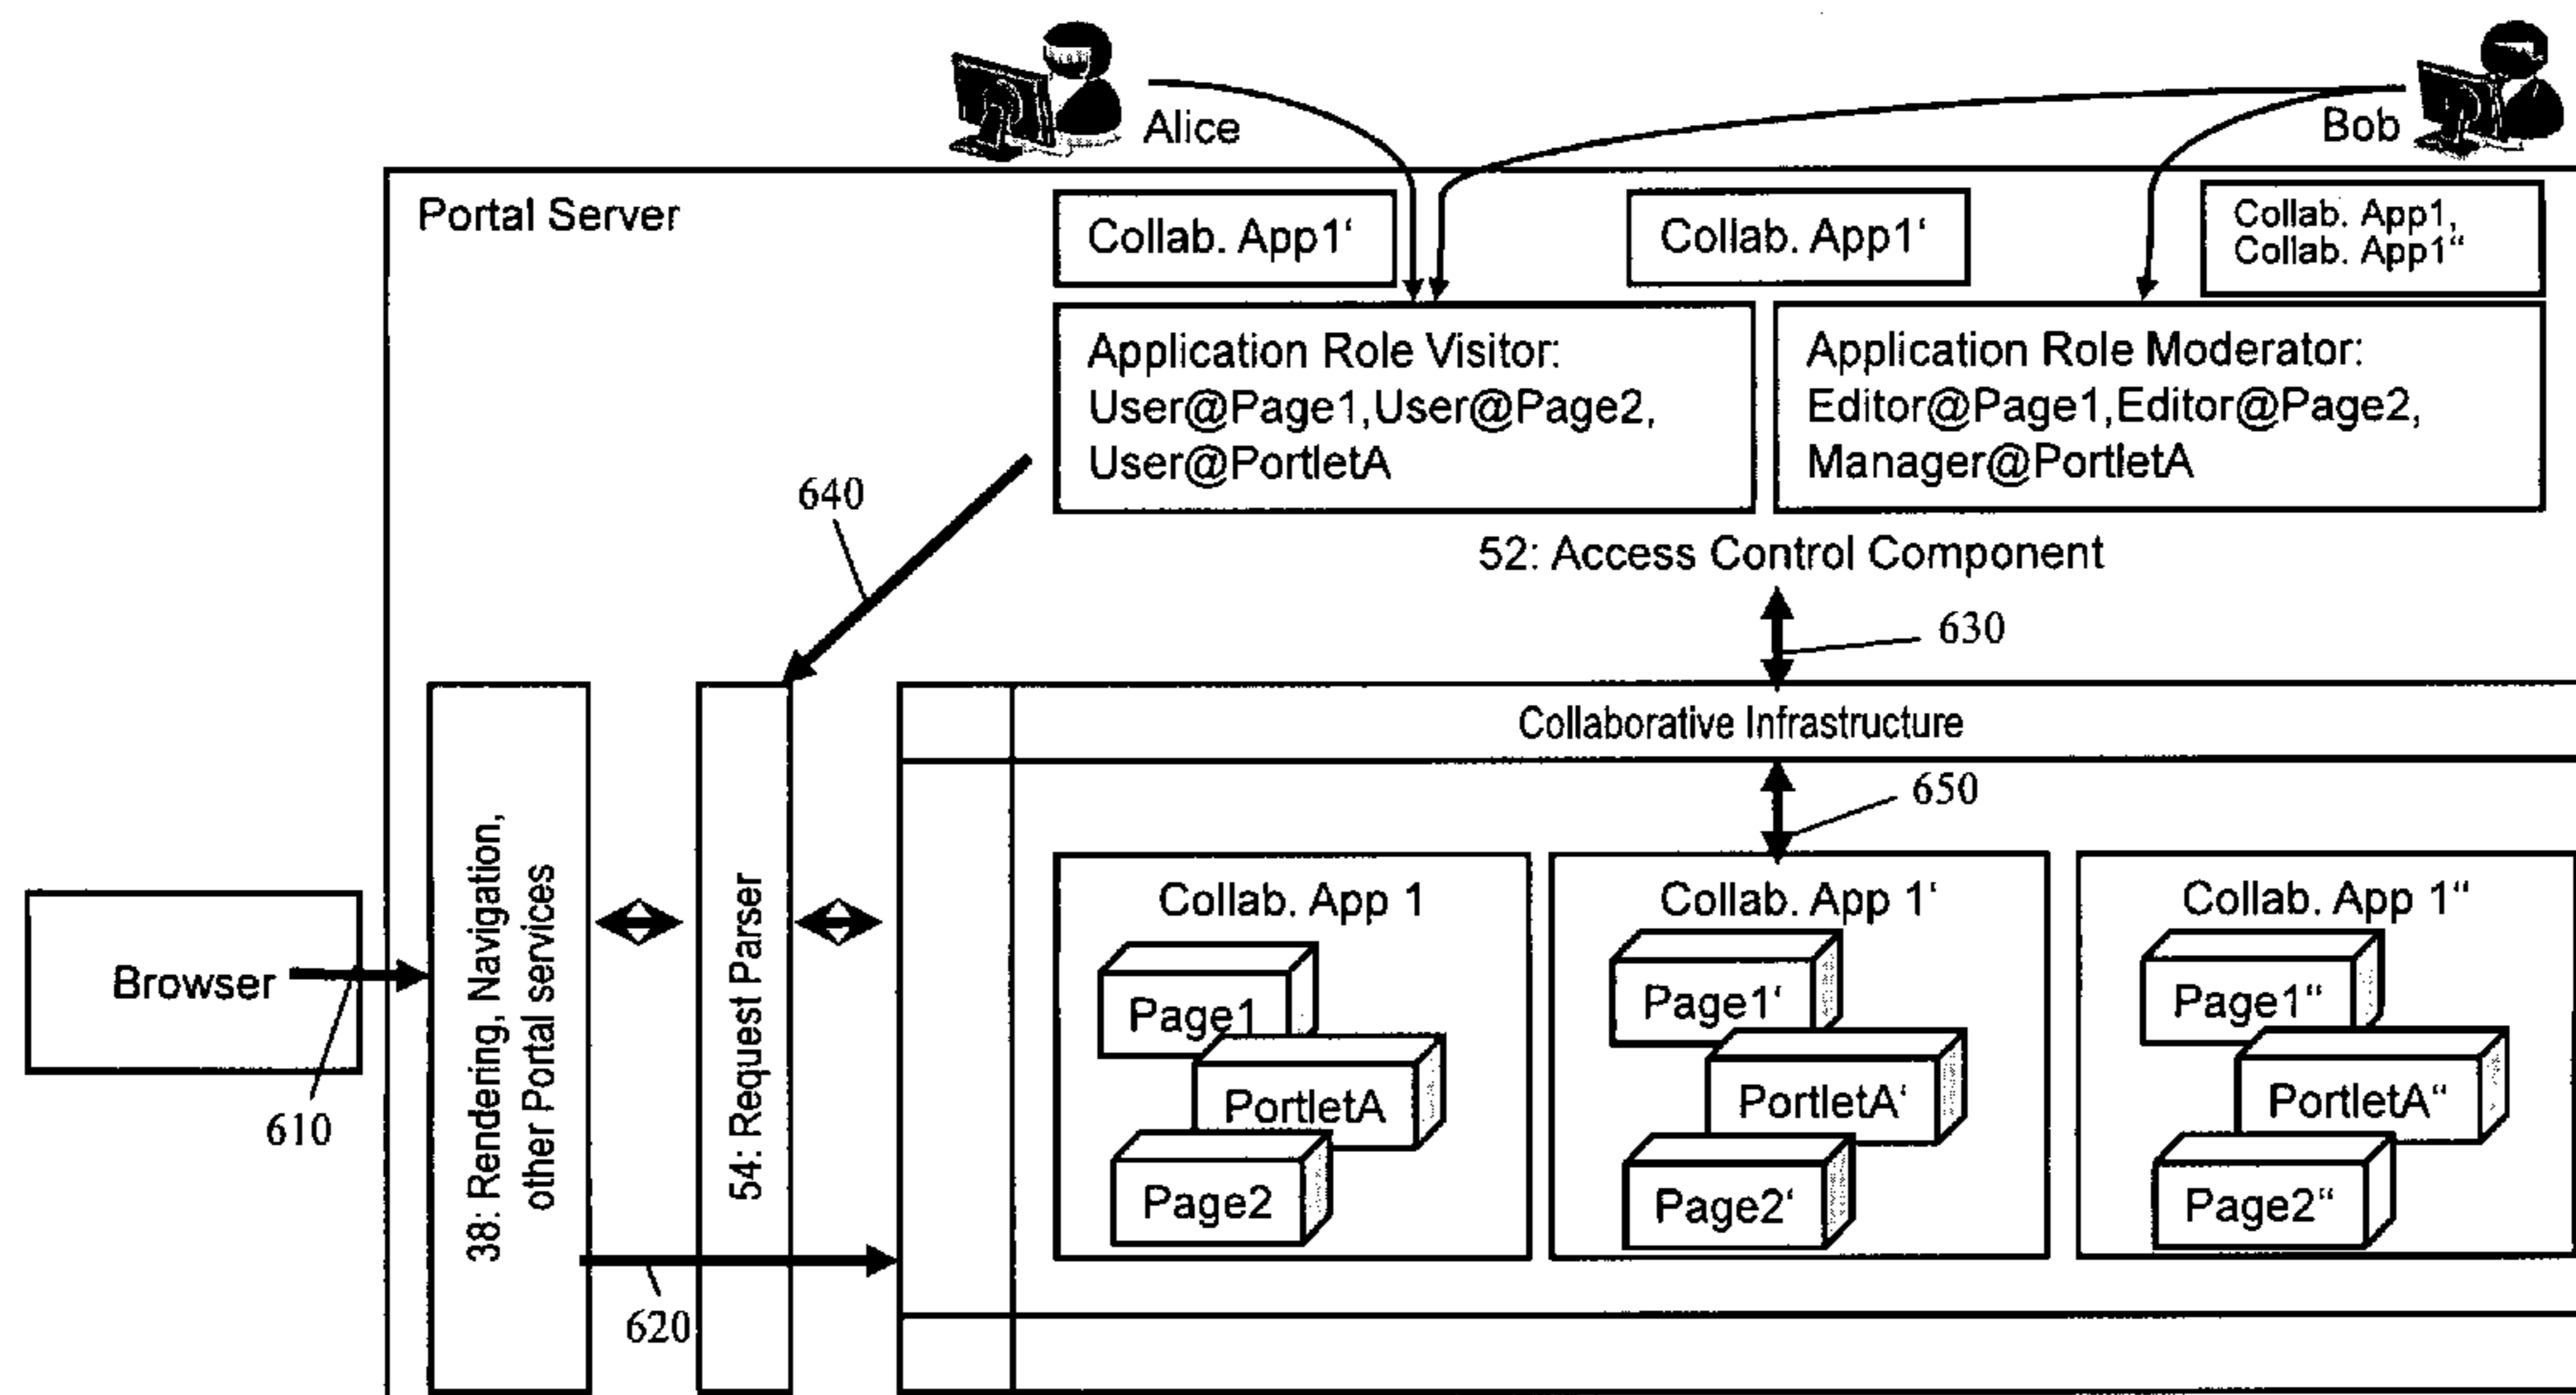 Alice
Bob
Portal Server
Collab. App1‘
Collab. App1‘
Collab. App1,
Collab. App1“
Application Role Visitor:
User@Page1,User@Page2,
User@PortletA
Application Role Moderator:
Editor@Page1,Editor@Page2,
Manager@PortletA
640
52: Access Control Component
630
Collaborative Infrastructure
650
Browser
610
38: Rendering, Navigation,
other Portal services
620
54: Request Parser
Collab. App 1
Page1
PortletA
Page2
Collab. App 1‘
Page1‘
PortletA‘
Page2‘
Collab. App 1“
Page1“
PortletA“
Page2“